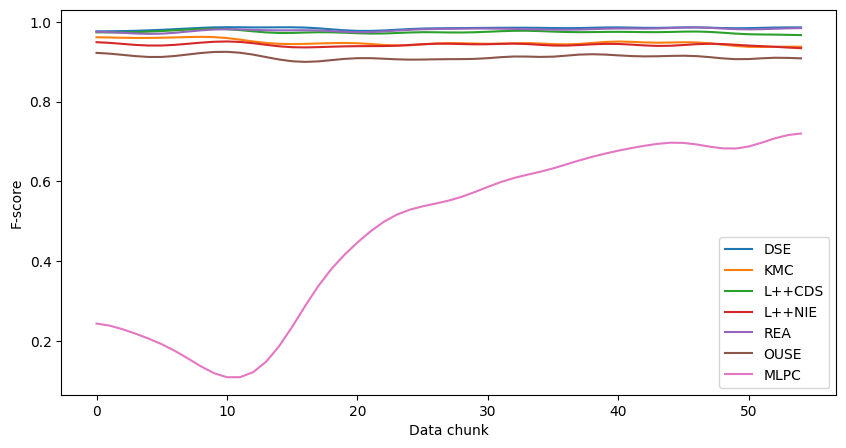 F-score
1.0
0.8
0.6
0.4
0.2
0
10
20
30
40
50
Data chunk
DSE
KMC
L++CDS
L++NIE
REA
OUSE
MLPC